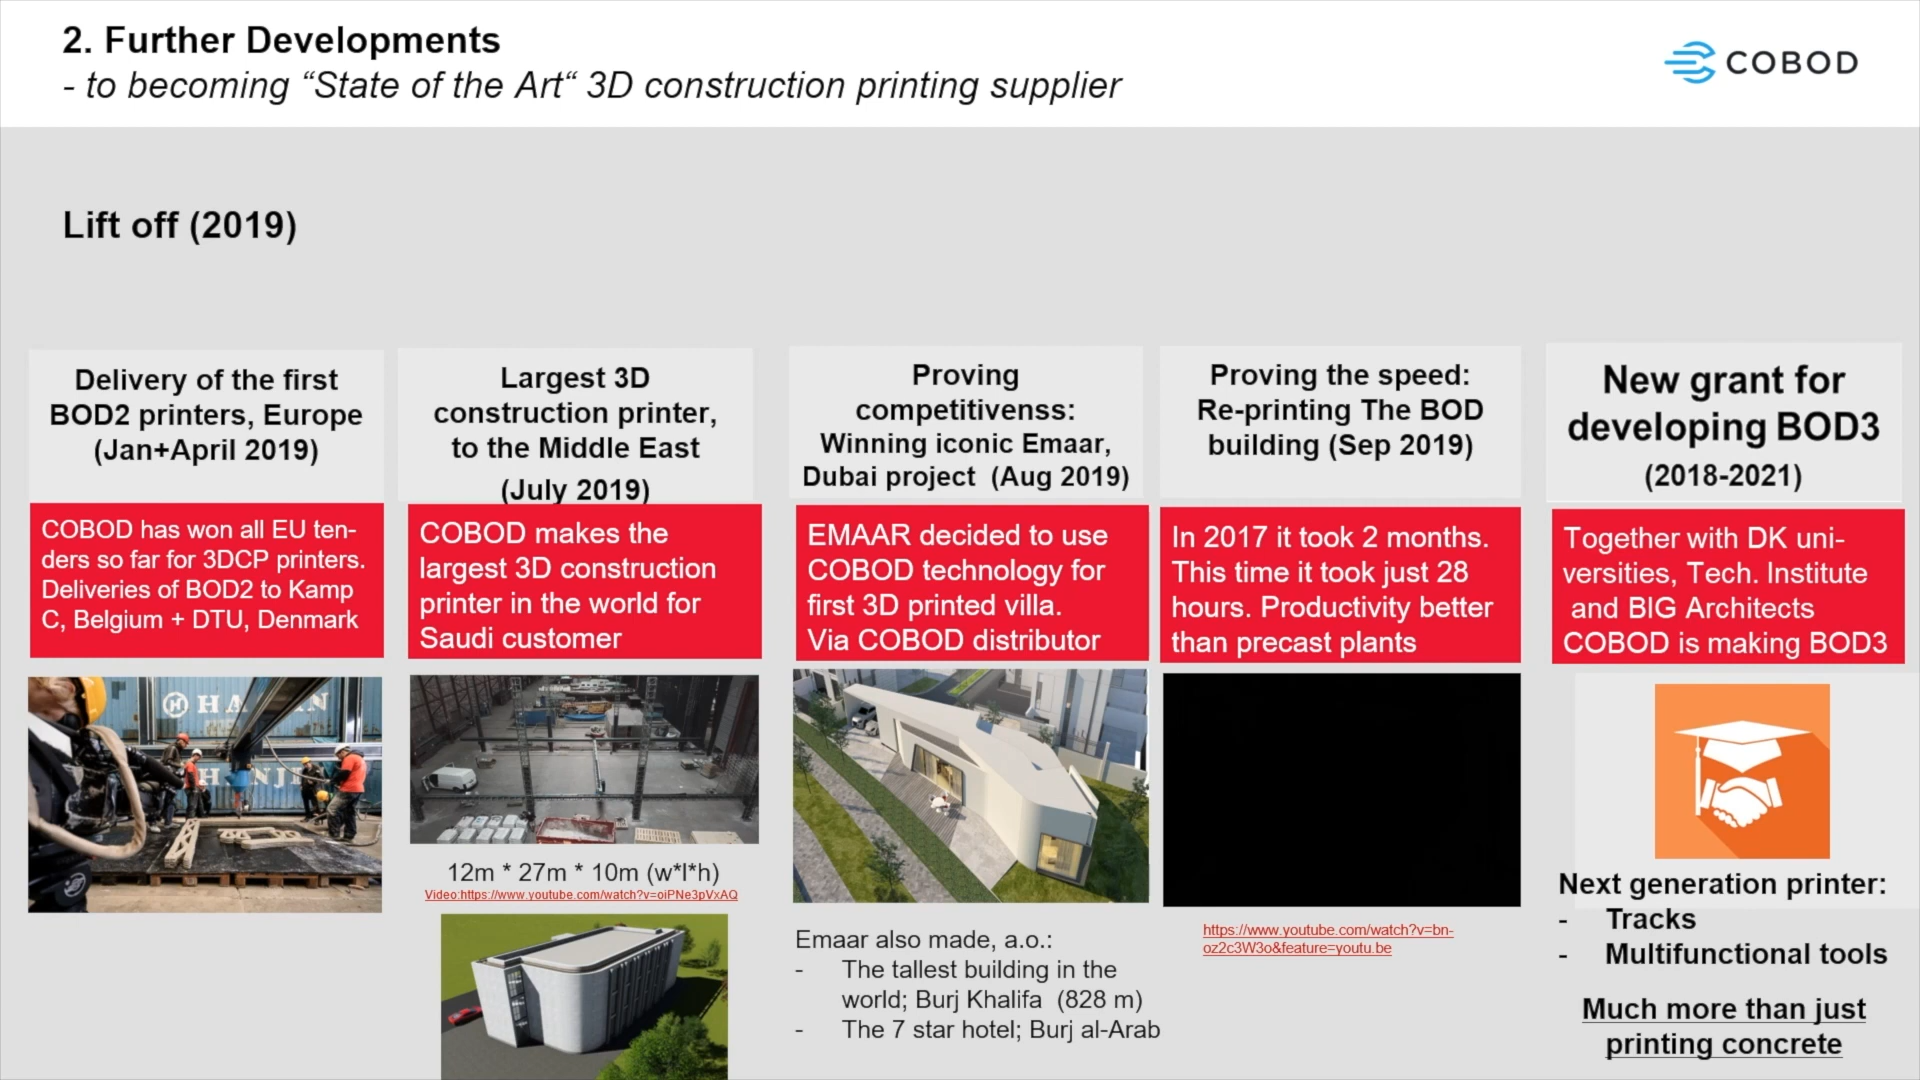 2. Further Developments
- to becoming “State of the Art“ 3D construction printing supplier
COBOD
Lift off (2019)
Delivery of the first
BOD2 printers, Europe
(Jan+April 2019)
COBOD has won all EU ten-
ders so far for 3DCP printers.
Deliveries of BOD2 to Kamp
C, Belgium + DTU, Denmark
Largest 3D
construction printer,
to the Middle East
(July 2019)
COBOD makes the
largest 3D construction
printer in the world for
Saudi customer
12m * 27m * 10m (w*l*h)
Video:https://www.youtube.com/watch?v=oiPNe3pVxAQ
Proving
competitivenss:
Winning iconic Emaar,
Dubai project (Aug 2019)
EMAAR decided to use
COBOD technology for
first 3D printed villa.
Via COBOD distributor
Emaar also made, a.o.:
- The tallest building in the
world; Burj Khalifa (828 m)
- The 7 star hotel; Burj al-Arab
Proving the speed:
Re-printing The BOD
building (Sep 2019)
In 2017 it took 2 months.
This time it took just 28
hours. Productivity better
than precast plants
https://www.youtube.com/watch?v=bn-
oz2c3W3o&feature=youtu.be
New grant for
developing BOD3
(2018-2021)
Together with DK uni-
versities, Tech. Institute
and BIG Architects
COBOD is making BOD3
Next generation printer:
- Tracks
- Multifunctional tools
Much more than just
printing concrete